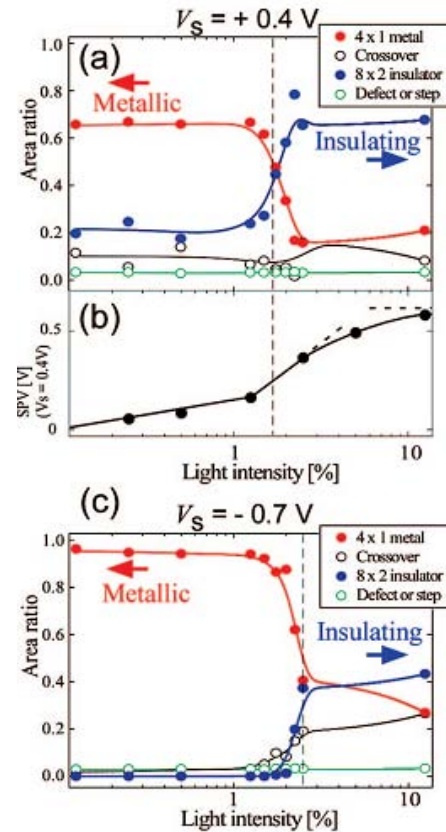 Vs = + 0.4 V
(a)
Metallic
4 x 1 metal
Crossover
8 x 2 insulator
Defect or step
Insulating
Area ratio
1.0
0.8
0.6
0.4
0.2
0.0
(b)
SPV [V]
(Vs = 0.4V)
0.5
0
1
10
Light intensity [%]
(c)
Vs = - 0.7 V
4 x 1 metal
Crossover
8 x 2 insulator
Defect or step
Metallic
Insulating
Area ratio
1.0
0.8
0.6
0.4
0.2
0.0
1
10
Light intensity [%]